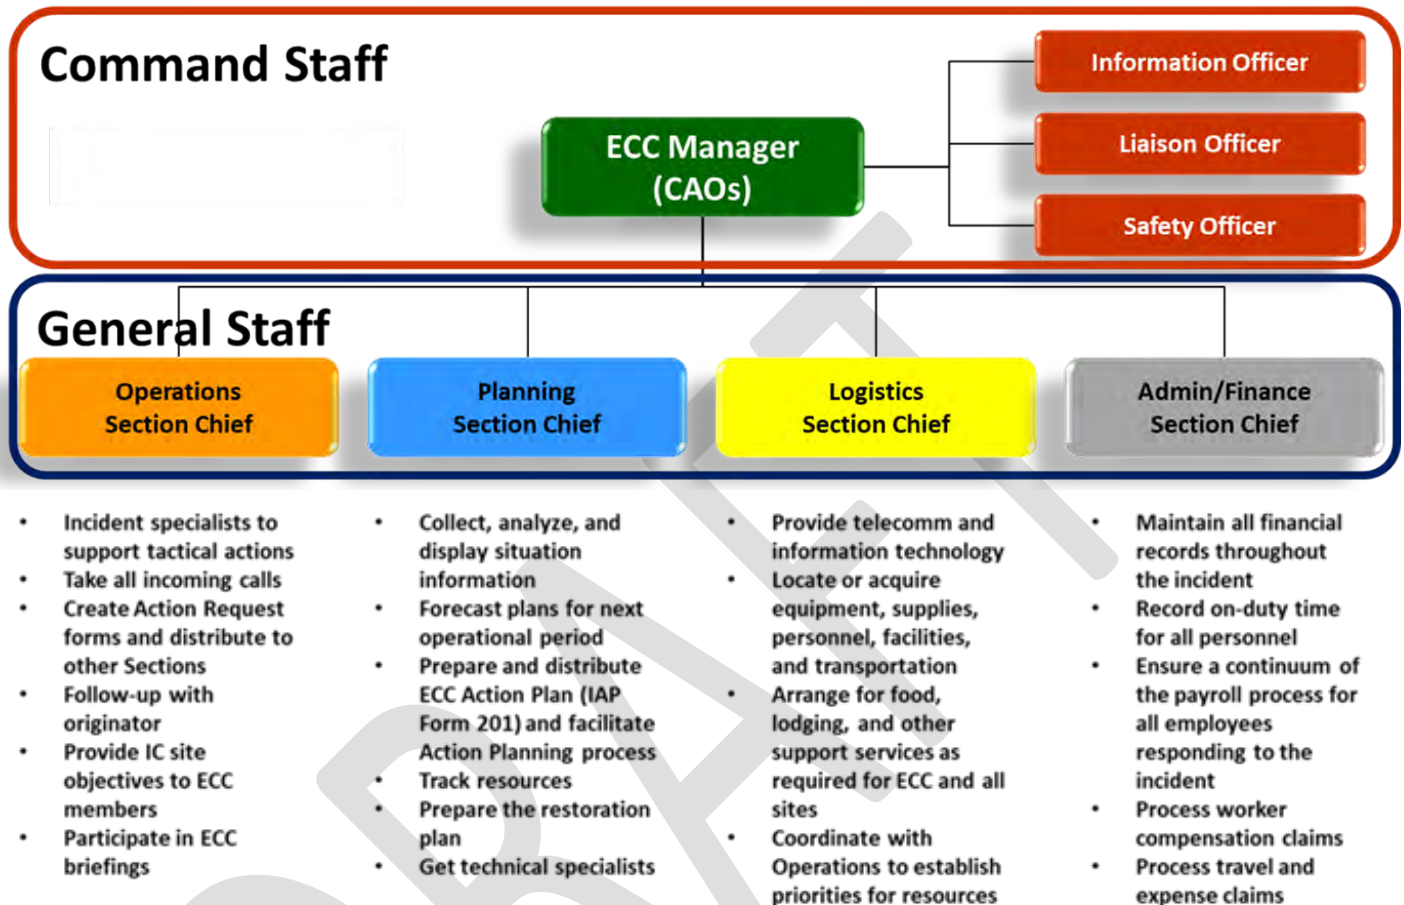 Command Staff
Information Officer
ECC Manager
(CAOs)
Liaison Officer
Safety Officer
General Staff
Operations
Section Chief
Planning
Section Chief
Logistics
Section Chief
Admin/Finance
Section Chief
• Incident specialists to
support tactical actions
• Take all incoming calls
• Create Action Request
forms and distribute to
other Sections
• Follow-up with
originator
• Provide IC site
objectives to ECC
members
• Participate in ECC
briefings
• Collect, analyze, and
display situation
information
• Forecast plans for next
operational period
• Prepare and distribute
ECC Action Plan (IAP
Form 201) and facilitate
Action Planning process
• Track resources
• Prepare the restoration
plan
• Get technical specialists
• Provide telecomm and
information technology
• Locate or acquire
equipment, supplies,
personnel, facilities,
and transportation
• Arrange for food,
lodging, and other
support services as
required for ECC and all
sites
• Coordinate with
Operations to establish
priorities for resources
• Maintain all financial
records throughout
the incident
• Record on-duty time
for all personnel
• Ensure a continuum of
the payroll process for
all employees
responding to the
incident
• Process worker
compensation claims
• Process travel and
expense claims
DRAFT